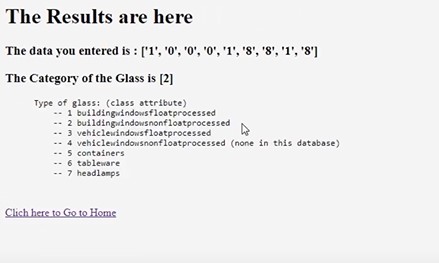 The Results are here
The data you entered is : ['1', '0', '0', '0', '1', '8', '8', '1', '8']
The Category of the Glass is [2]
Type of glass: (class attribute)
-- 1 buildingwindowsfloatprocessed
-- 2 buildingwindowsnonfloatprocessed
-- 3 vehiclewindowsfloatprocessed
-- 4 vehiclewindowsnonfloatprocessed (none in this database)
-- 5 containers
-- 6 tableware
-- 7 headlamps
Clich here to Go to Home